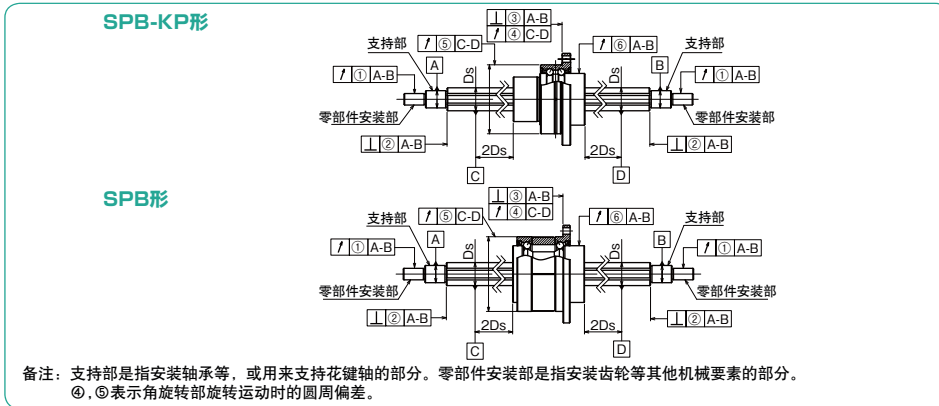 SPB-KP形
⊥ ③ A-B
↗ ④ C-D
↗ ⑤ C-D
↗ ⑥ A-B
支持部
支持部
↗ ① A-B
A
Ds
Ds
B
↗ ① A-B
零部件安装部
零部件安装部
⊥ ② A-B
2Ds
2Ds
⊥ ② A-B
C
D
SPB形
⊥ ③ A-B
↗ ④ C-D
↗ ⑤ C-D
↗ ⑥ A-B
支持部
支持部
↗ ① A-B
A
Ds
Ds
B
↗ ① A-B
零部件安装部
零部件安装部
⊥ ② A-B
2Ds
2Ds
⊥ ② A-B
C
D
备注：支持部是指安装轴承等，或用来支持花键轴的部分。零部件安装部是指安装齿轮等其他机械要素的部分。
④,⑤表示角旋转部旋转运动时的圆周偏差。